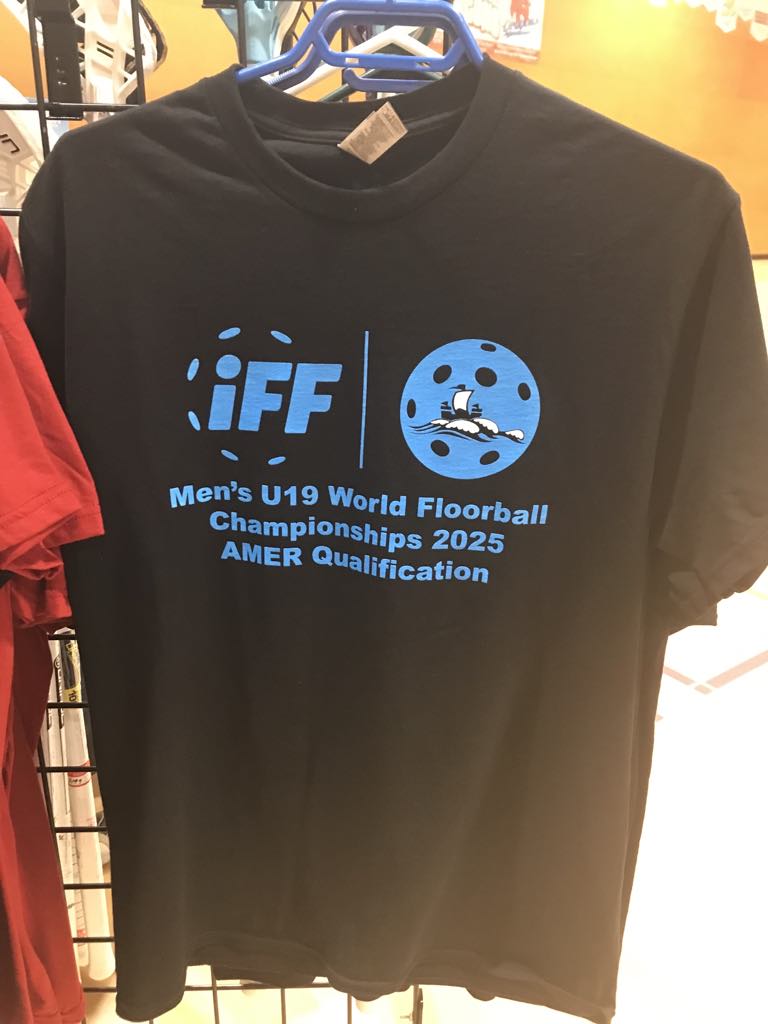 iFF
Men's U19 World Floorball
Championships 2025
AMER Qualification